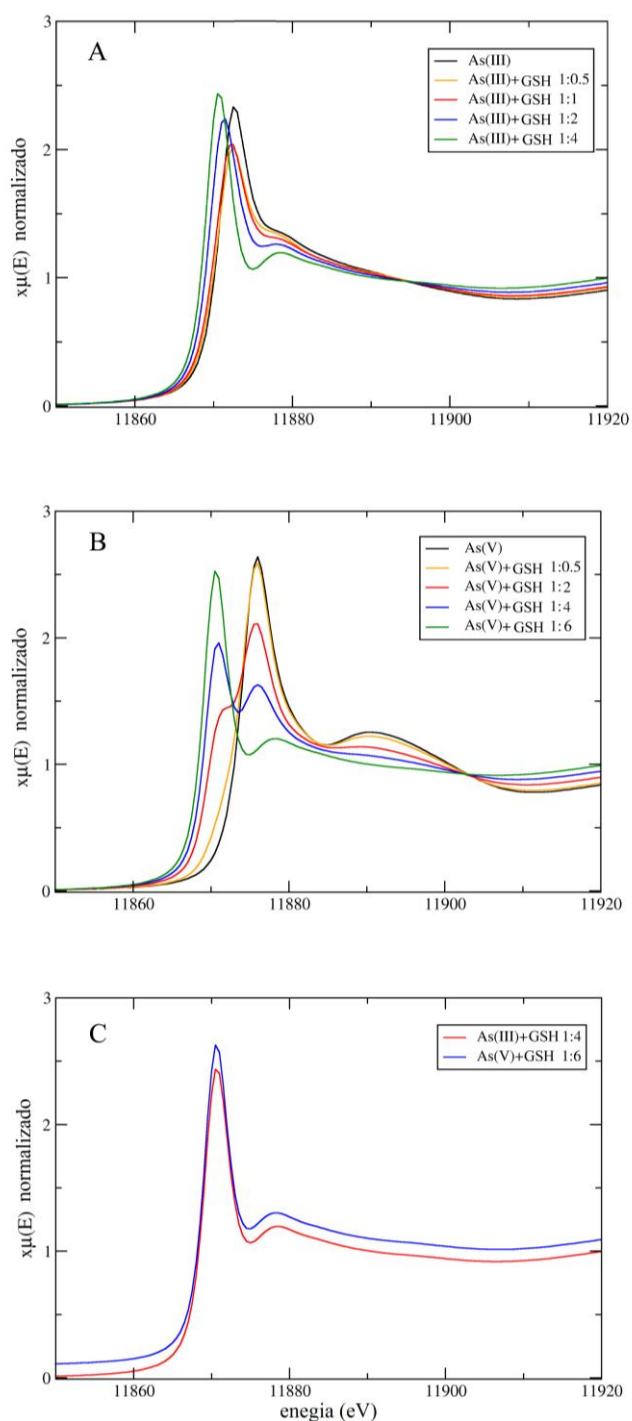 A
As(III)
As(III)+GSH 1:0.5
As(III)+GSH 1:1
As(III)+GSH 1:2
As(III)+GSH 1:4
3
2
1
0
xμ(E) normalizado
11860 11880 11900 11920
B
As(V)
As(V)+GSH 1:0.5
As(V)+GSH 1:2
As(V)+GSH 1:4
As(V)+GSH 1:6
3
2
1
0
xμ(E) normalizado
11860 11880 11900 11920
C
As(III)+GSH 1:4
As(V)+GSH 1:6
3
2
1
0
xμ(E) normalizado
11860 11880 11900 11920
enegia (eV)